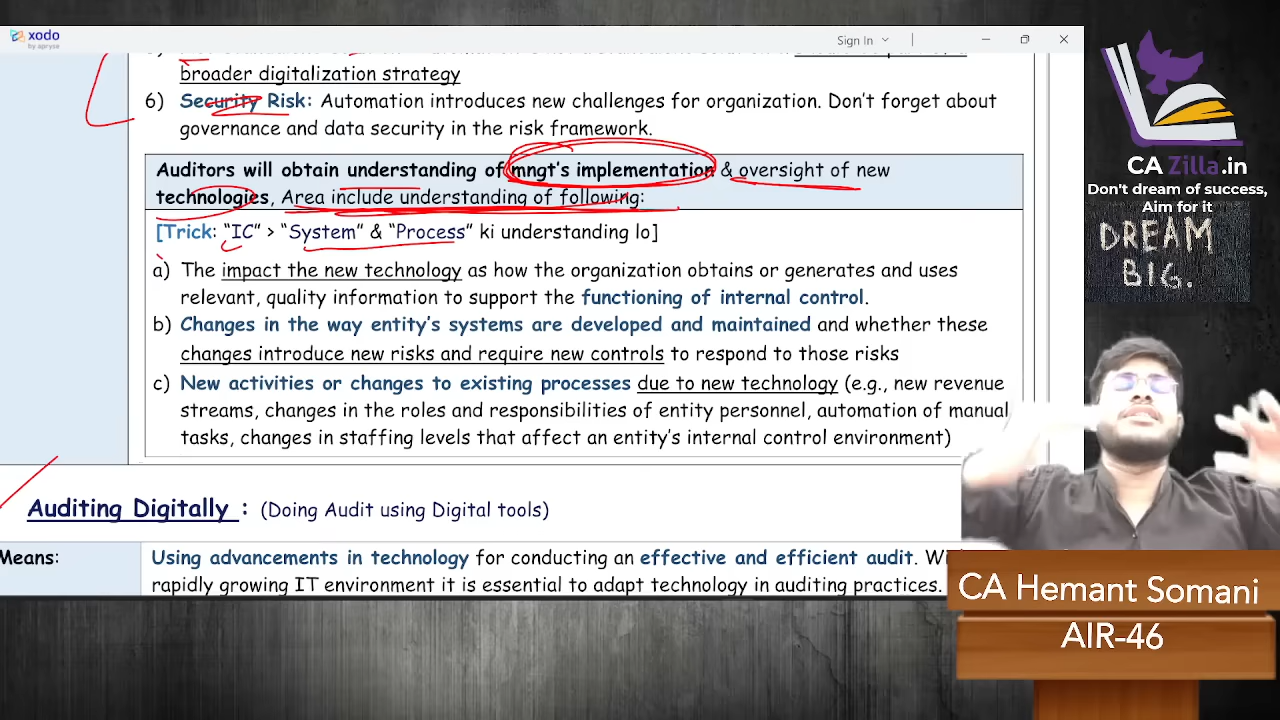 xodo
by apryse
Sign In
broader digitalization strategy
6) Security Risk: Automation introduces new challenges for organization. Don't forget about
governance and data security in the risk framework.
Auditors will obtain understanding of mngt's implementation & oversight of new
technologies, Area include understanding of following:
[Trick: "IC" > "System" & "Process" ki understanding lo]
a) The impact the new technology as how the organization obtains or generates and uses
relevant, quality information to support the functioning of internal control.
b) Changes in the way entity's systems are developed and maintained and whether these
changes introduce new risks and require new controls to respond to those risks
c) New activities or changes to existing processes due to new technology (e.g., new revenue
streams, changes in the roles and responsibilities of entity personnel, automation of manual
tasks, changes in staffing levels that affect an entity's internal control environment)
Auditing Digitally : (Doing Audit using Digital tools)
Means:
Using advancements in technology for conducting an effective and efficient audit.
rapidly growing IT environment it is essential to adapt technology in auditing practices.
CA Zilla.in
Don't dream of success,
Aim for it
DREAM
BIG.
CA Hemant Somani
AIR-46